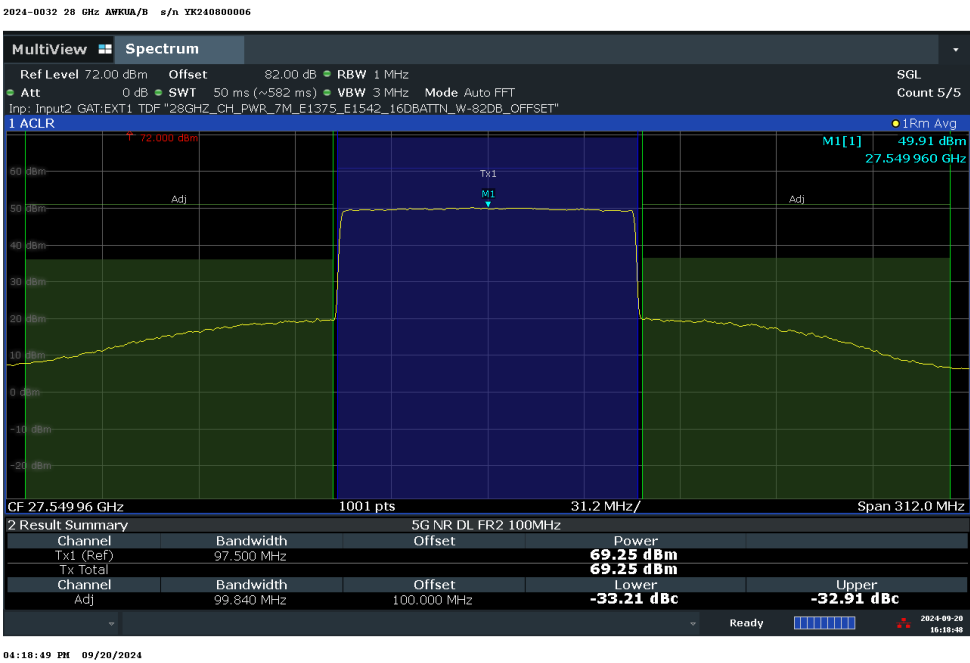 2024-0032 28 GHz AWKUA/B s/n YK240800006
MultiView Spectrum
Ref Level 72.00 dBm Offset 82.00 dB RBW 1 MHz SGL
Att 0 dB SWT 50 ms (~582 ms) VBW 3 MHz Mode Auto FFT Count 5/5
Inp: Input2 GAT:EXT1 TDF "28GHZ_CH_PWR_7M_E1375_E1542_16DBATTN_W-82DB_OFFSET"
1 ACLR 1Rm Avg
72.000 dBm M1[1] 49.91 dBm
27.549 960 GHz
60 dBm Tx1
Adj M1 Adj
50 dBm
40 dBm
30 dBm
20 dBm
10 dBm
0 dBm
-10 dBm
-20 dBm
CF 27.549 96 GHz 1001 pts 31.2 MHz/ Span 312.0 MHz
2 Result Summary 5G NR DL FR2 100MHz
Channel Bandwidth Offset Power
Tx1 (Ref) 97.500 MHz 69.25 dBm
Tx Total 69.25 dBm
Channel Bandwidth Offset Lower Upper
Adj 99.840 MHz 100.000 MHz -33.21 dBc -32.91 dBc
Ready 2024-09-20
16:18:48
04:18:49 PM 09/20/2024